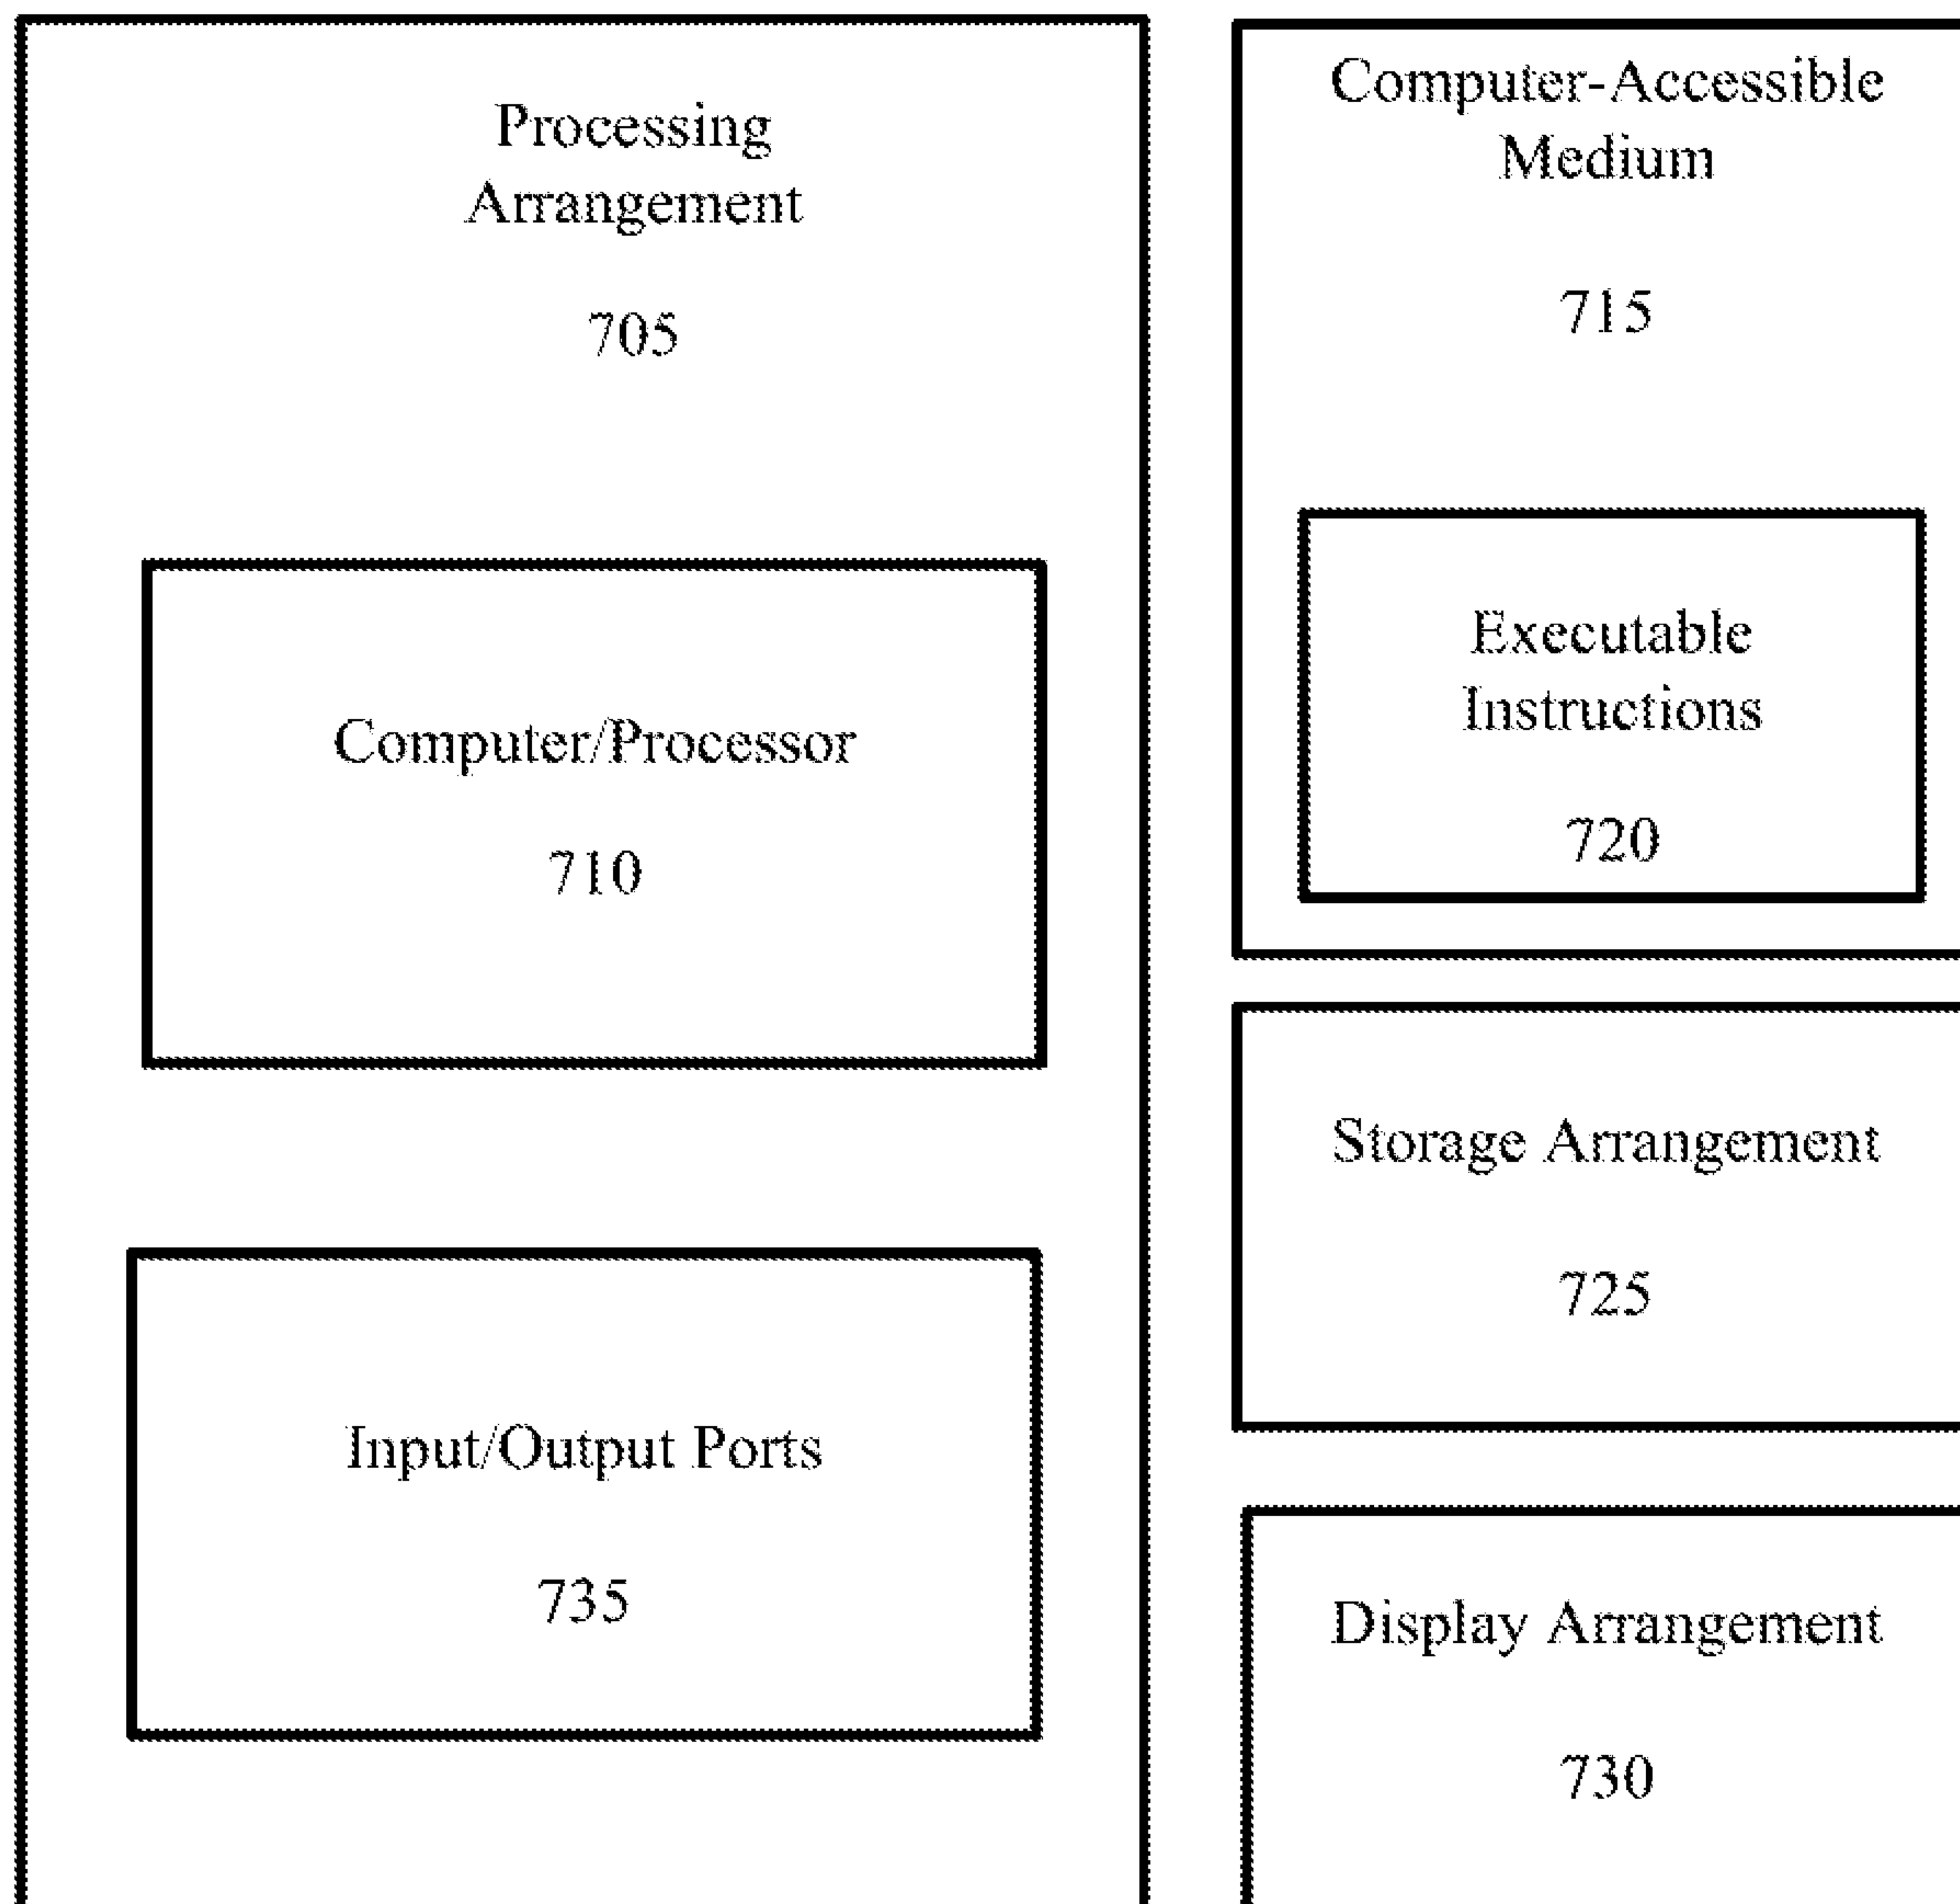 Processing
Arrangement
705
Computer/Processor
710
Input/Output Ports
735
Computer-Accessible
Medium
715
Executable
Instructions
720
Storage Arrangement
725
Display Arrangement
730